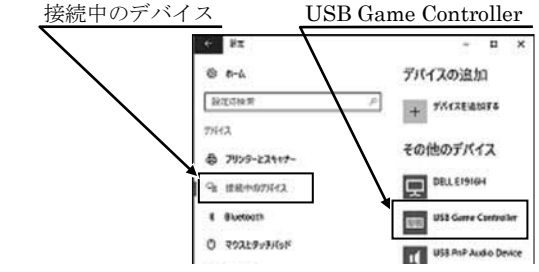 接続中のデバイス
USB Game Controller
設定
ホーム
設定の検索
デバイス
プリンターとスキャナー
接続中のデバイス
Bluetooth
マウスとタッチパッド
デバイスの追加
デバイスを追加する
その他のデバイス
DELL E1916H
USB Game Controller
USB PnP Audio Device